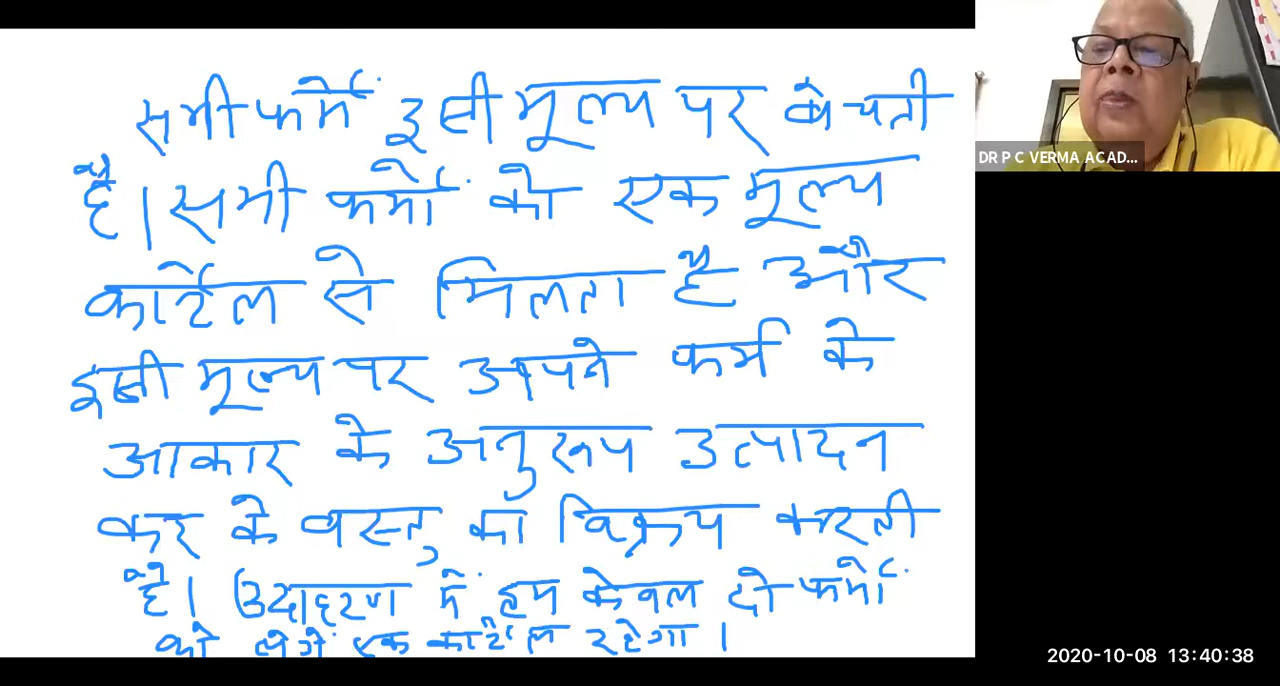 सभी फर्में इसी मूल्य पर बेचती
है। सभी फर्मों को एक मूल्य
कार्टेल से मिलता है और
इसी मूल्य पर अपने फर्म के
आकार के अनुरूप उत्पादन
कर के वस्तु का विक्रय करती
है। उदाहरण में हम केवल दो फर्मों
को लेगें एक कार्टेल रहेगा।
DR P C VERMA ACAD...
2020-10-08 13:40:38